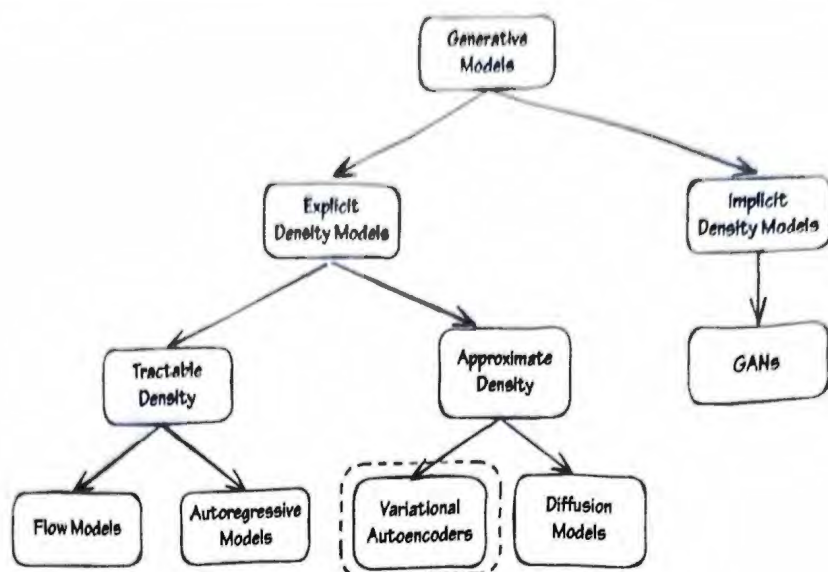 Generative
Models
Explicit
Density Models
Implicit
Density Models
Tractable
Density
Approximate
Density
GANs
Flow Models
Autoregressive
Models
Variational
Autoencoders
Diffusion
Models